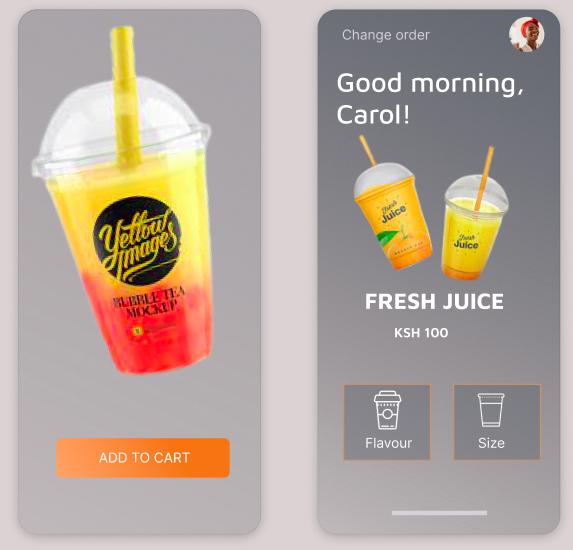 Yellow
Images
BUBBLE TEA
MOCKUP
ADD TO CART
Change order
Good morning,
Carol!
Fresh
Juice
Fresh
Juice
FRESH JUICE
KSH 100
Flavour
Size